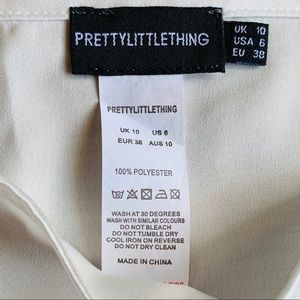 PRETTYLITTLETHING
UK 10
USA 6
EU 38
PRETTYLITTLETHING
UK 10 US 6
EUR 38 AUS 10
100% POLYESTER
WASH AT 30 DEGREES
WASH WITH SIMILAR COLOURS
DO NOT BLEACH
DO NOT TUMBLE DRY
COOL IRON ON REVERSE
DO NOT DRY CLEAN
MADE IN CHINA